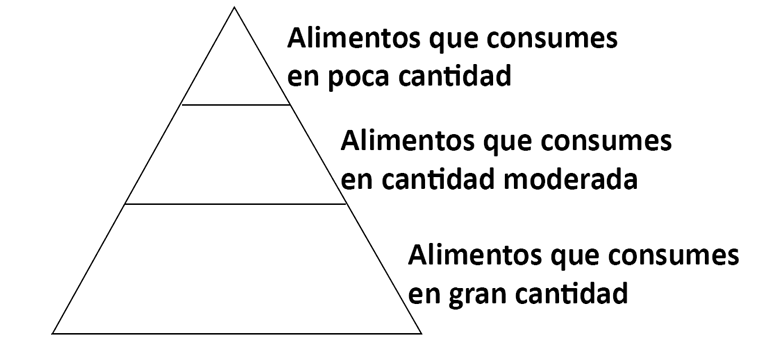 Alimentos que consumes
en poca cantidad
Alimentos que consumes
en cantidad moderada
Alimentos que consumes
en gran cantidad